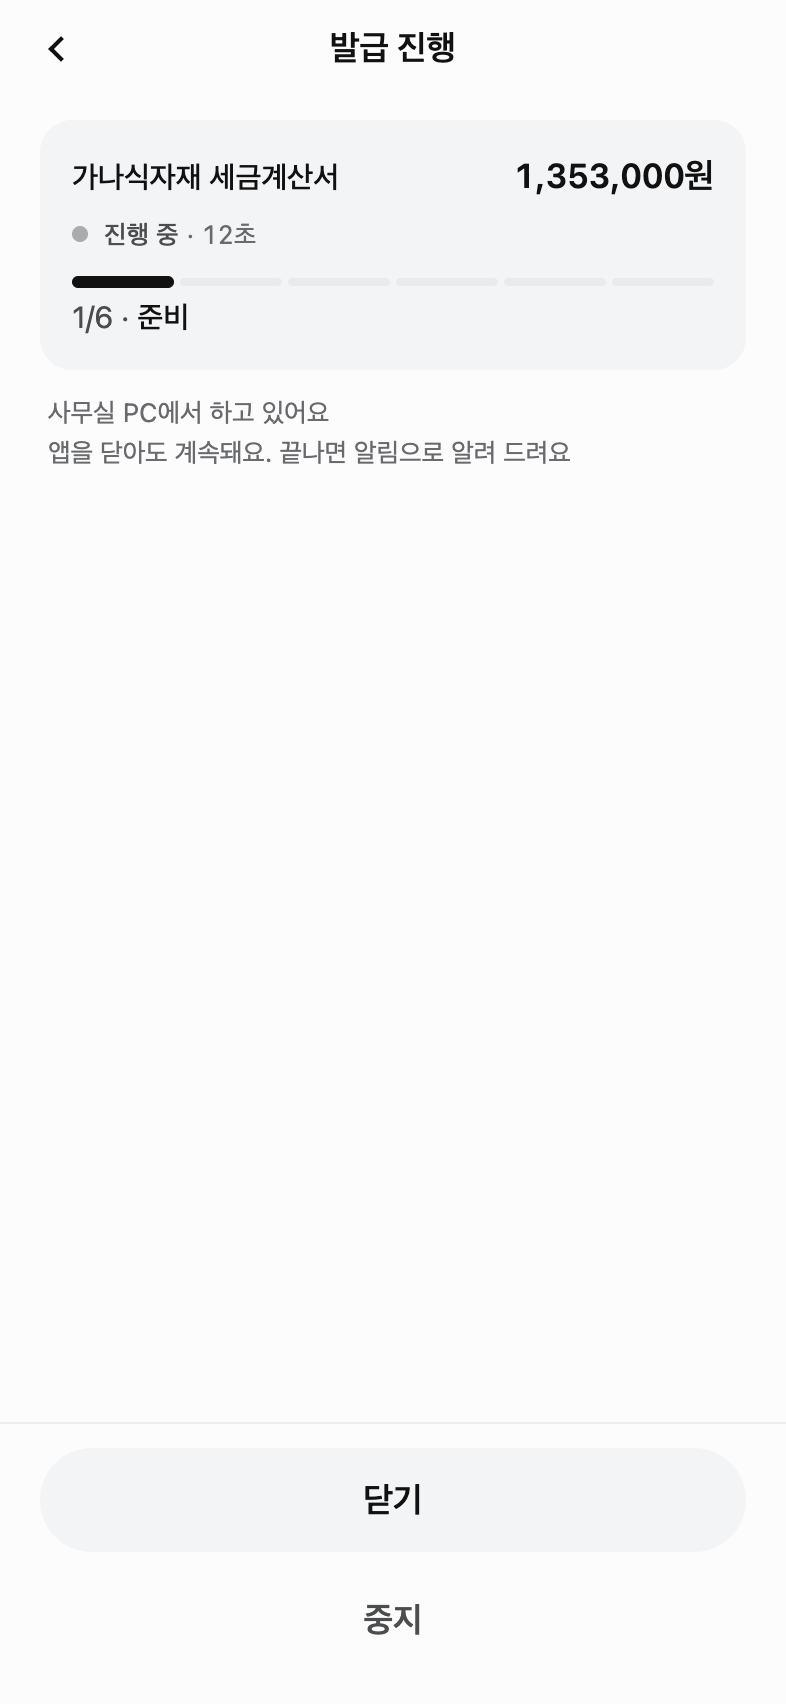 발급 진행
가나식자재 세금계산서 1,353,000원
진행 중 · 12초
1/6 · 준비
사무실 PC에서 하고 있어요
앱을 닫아도 계속돼요. 끝나면 알림으로 알려 드려요
닫기
중지